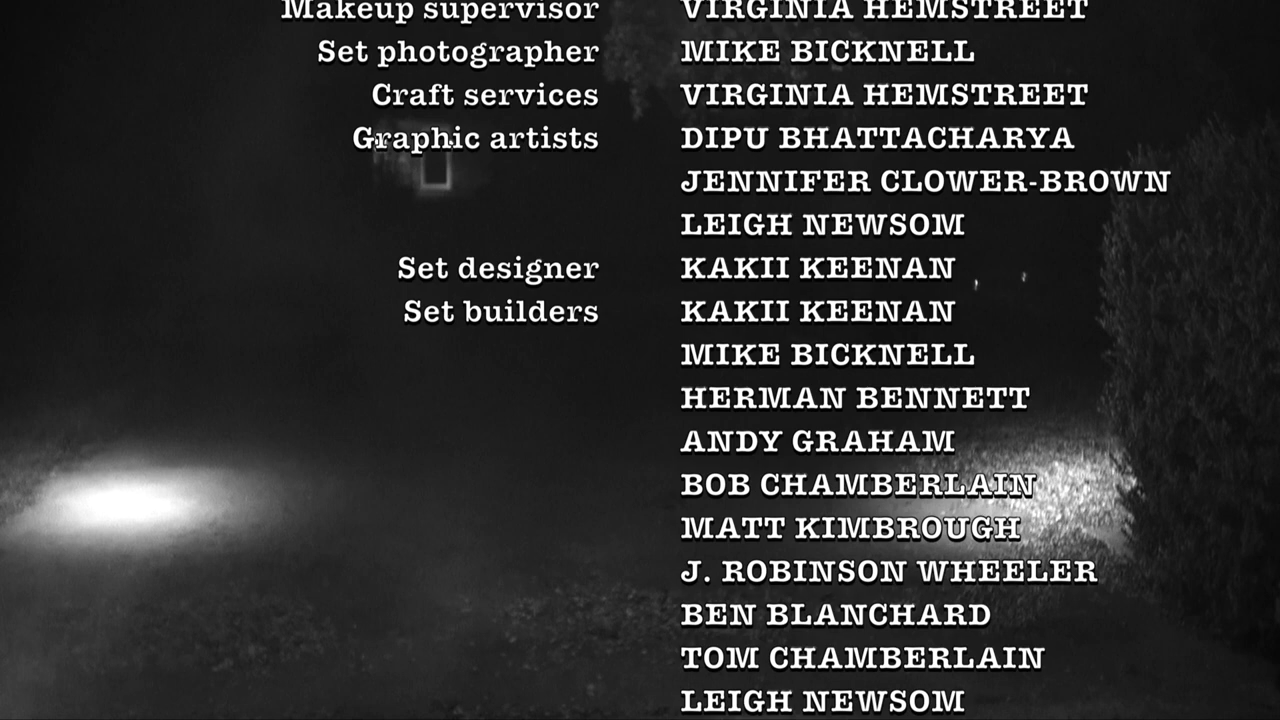 Makeup supervisor VIRGINIA HEMSTREET
Set photographer MIKE BICKNELL
Craft services VIRGINIA HEMSTREET
Graphic artists DIPU BHATTACHARYA
JENNIFER CLOWER-BROWN
LEIGH NEWSOM
Set designer KAKII KEENAN
Set builders KAKII KEENAN
MIKE BICKNELL
HERMAN BENNETT
ANDY GRAHAM
BOB CHAMBERLAIN
MATT KIMBROUGH
J. ROBINSON WHEELER
BEN BLANCHARD
TOM CHAMBERLAIN
LEIGH NEWSOM